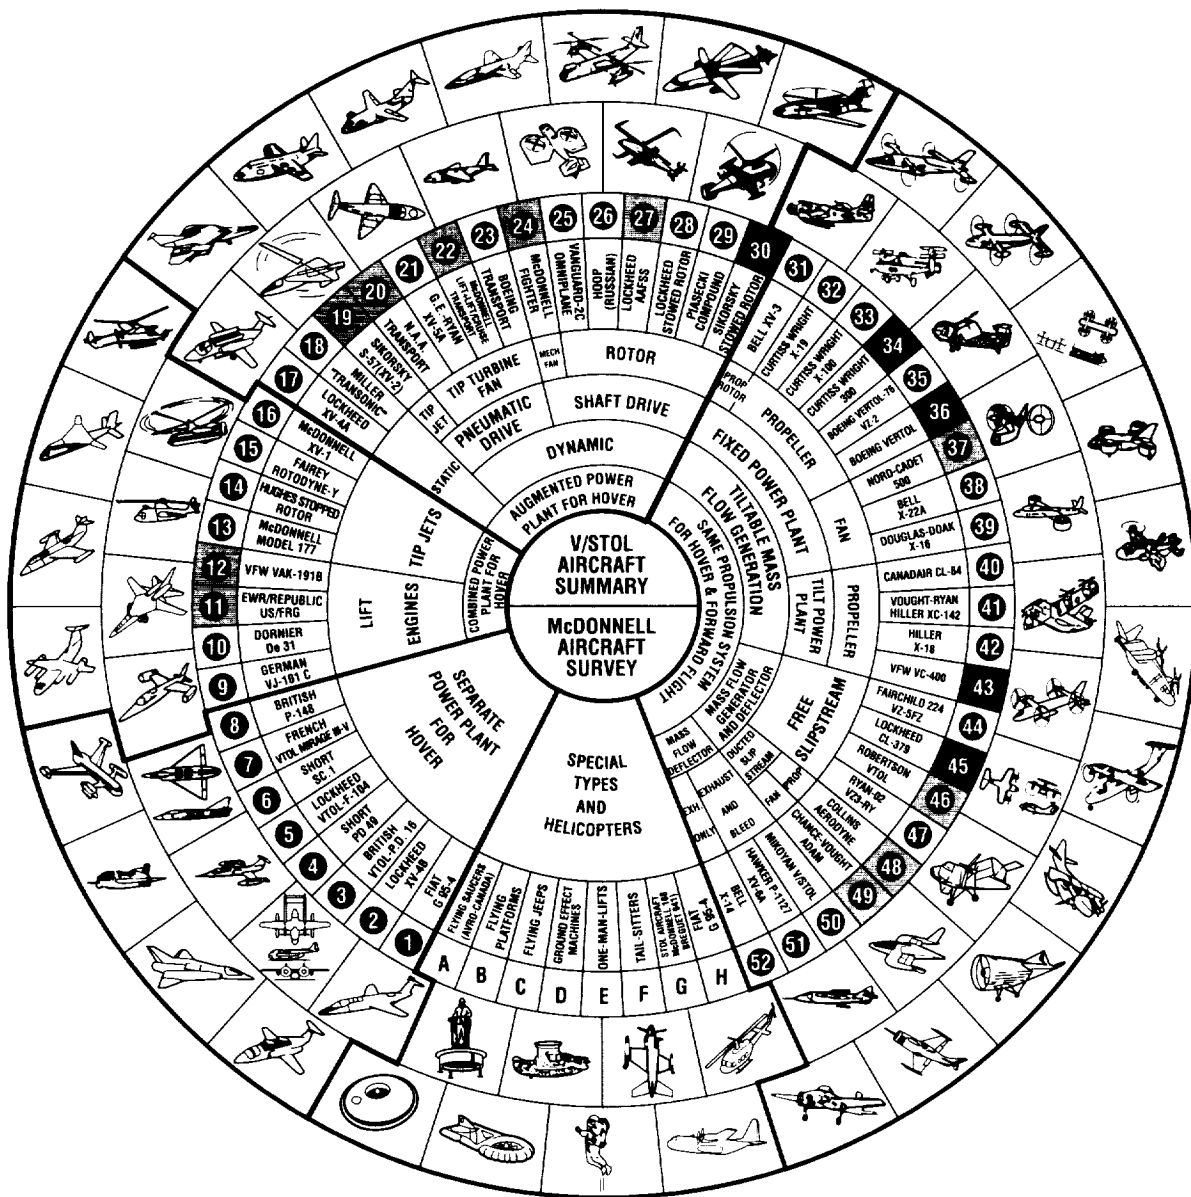 V/STOL
AIRCRAFT
SUMMARY
McDONNELL
AIRCRAFT
SURVEY
SEPARATE
POWER PLANT
FOR
HOVER
COMBINED POWER
PLANT FOR
HOVER
LIFT
ENGINES
TIP JETS
AUGMENTED POWER
PLANT FOR HOVER
STATIC
DYNAMIC
PNEUMATIC
DRIVE
SHAFT DRIVE
TIP
JET
TIP TURBINE
FAN
MECH
FAN
ROTOR
SAME PROPULSION SYSTEM
FOR HOVER & FORWARD FLIGHT
TILTABLE MASS
FLOW GENERATION
FIXED POWER PLANT
PROP
ROTOR
PROPELLER
FAN
TILT POWER
PLANT
PROPELLER
MASS FLOW
GENERATOR
AND DEFLECTOR
FREE
SLIPSTREAM
DUCTED
SLIP
STREAM
PROP
FAN
MASS
FLOW
DEFLECTOR
EXHAUST
AND
BLEED
EXH.
ONLY
SPECIAL
TYPES
AND
HELICOPTERS
1
FIAT
G 95-4
2
LOCKHEED
XV-4B
3
BRITISH
VTOL-P.D. 16
4
SHORT
PD 49
5
LOCKHEED
VTOL-F-104
6
SHORT
SC.1
7
FRENCH
VTOL MIRAGE III-V
8
BRITISH
P-148
9
GERMAN
VJ-101 C
10
DORNIER
Do 31
11
EWR/REPUBLIC
US/FRG
12
VFW VAK-191B
13
McDONNELL
MODEL 177
14
HUGHES STOPPED
ROTOR
15
FAIREY
ROTODYNE-Y
16
McDONNELL
XV-1
17
LOCKHEED
XV-4A
18
MILLER
"TRANSONIC"
19
SIKORSKY
S-57(XV-2)
20
N.A.A.
TRANSPORT
21
G.E.-RYAN
XV-5A
22
McDONNELL
LIFT-LIFT/CRUISE
TRANSPORT
23
BOEING
TRANSPORT
24
McDONNELL
FIGHTER
25
VANGUARD-2C
OMNIPLANE
26
HOOP
(RUSSIAN)
27
LOCKHEED
AAFSS
28
LOCKHEED
STOWED ROTOR
29
PIASECKI
COMPOUND
30
SIKORSKY
STOWED ROTOR
31
BELL XV-3
32
CURTISS WRIGHT
X-19
33
CURTISS WRIGHT
X-100
34
CURTISS WRIGHT
300
35
BOEING VERTOL-76
VZ-2
36
BOEING VERTOL
37
NORD-CADET
500
38
BELL
X-22A
39
DOUGLAS-DOAK
X-16
40
CANADAIR CL-84
41
VOUGHT-RYAN
HILLER XC-142
42
HILLER
X-18
43
VFW VC-400
44
FAIRCHILD 224
VZ-5FZ
45
LOCKHEED
CL-379
46
ROBERTSON
VTOL
47
RYAN-92
VZ3-RY
48
COLLINS
AERODYNE
49
CHANCE-VOUGHT
ADAM
50
MIKOYAN V/STOL
51
HAWKER P-1127
XV-6A
52
BELL
X-14
A
FLYING SAUCERS
(AVRO-CANADA)
B
FLYING
PLATFORMS
C
FLYING JEEPS
D
GROUND EFFECT
MACHINES
E
ONE-MAN-LIFTS
F
TAIL-SITTERS
G
STOL AIRCRAFT
McDONNELL 188
BREGUET 941
H
FIAT
G 95-4